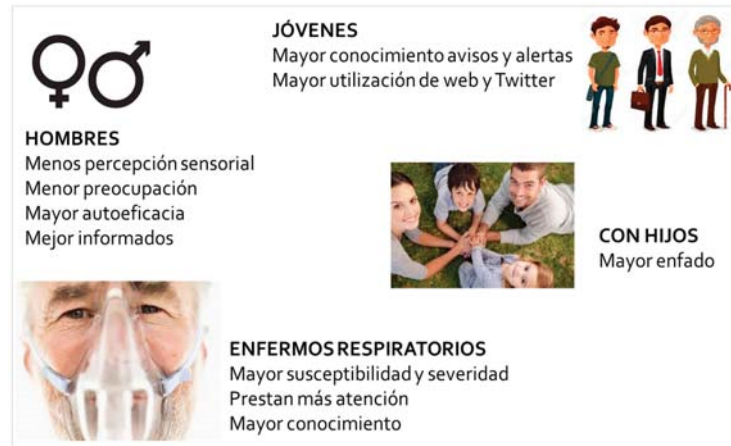 JÓVENES
Mayor conocimiento avisos y alertas
Mayor utilización de web y Twitter
HOMBRES
Menos percepción sensorial
Menor preocupación
Mayor autoeficacia
Mejor informados
CON HIJOS
Mayor enfado
ENFERMOS RESPIRATORIOS
Mayor susceptibilidad y severidad
Prestan más atención
Mayor conocimiento